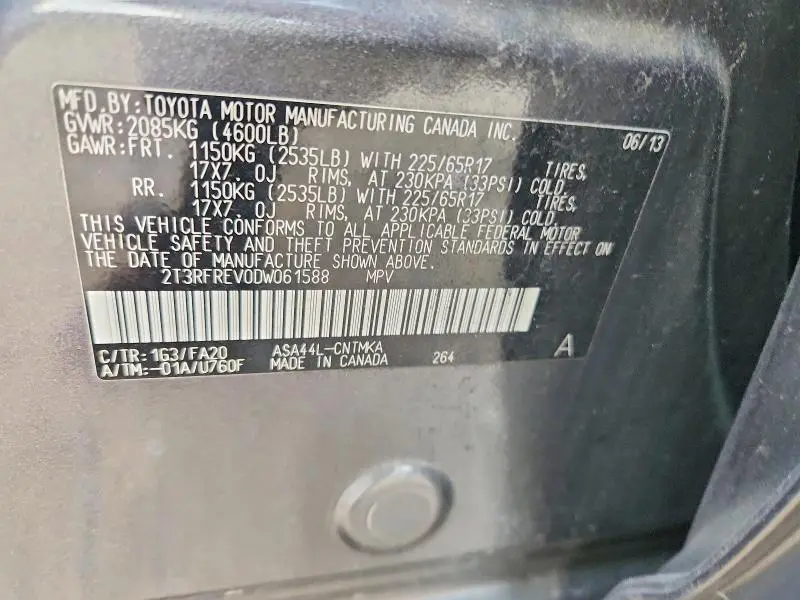 MFD. BY: TOYOTA MOTOR MANUFACTURING CANADA INC. 06/13
GVWR: 2085KG (4600LB)
GAWR: FRT. 1150KG (2535LB) WITH 225/65R17 TIRES,
17X7. 0J RIMS, AT 230KPA (33PSI) COLD.
RR. 1150KG (2535LB) WITH 225/65R17 TIRES,
17X7. 0J RIMS, AT 230KPA (33PSI) COLD.
THIS VEHICLE CONFORMS TO ALL APPLICABLE FEDERAL MOTOR
VEHICLE SAFETY AND THEFT PREVENTION STANDARDS IN EFFECT ON
THE DATE OF MANUFACTURE SHOWN ABOVE.
2T3RFREV0DW061588 MPV
C/TR: 1G3/FA20 ASA44L-CNTMKA A
A/TM:-01A/U760F MADE IN CANADA 264